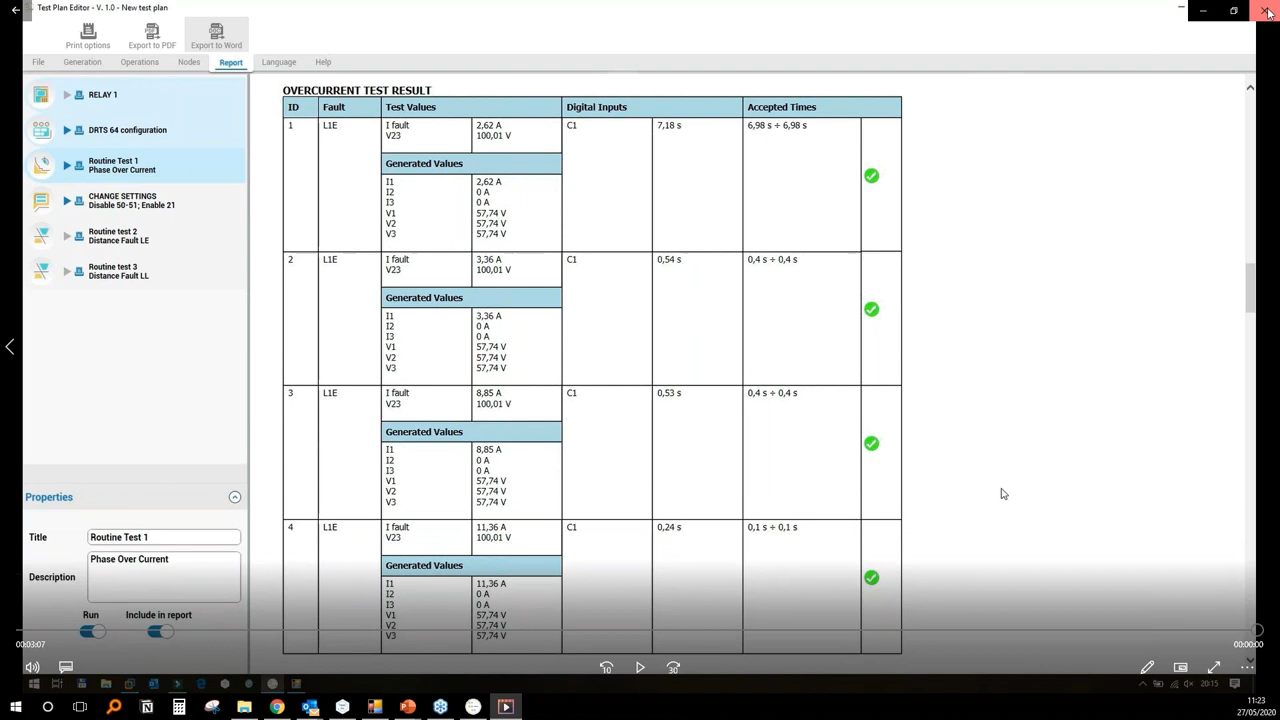 Test Plan Editor - V. 1.0 - New test plan
Print options
Export to PDF
Export to Word
File
Generation
Operations
Nodes
Report
Language
Help
RELAY 1
DRTS 64 configuration
Routine Test 1
Phase Over Current
CHANGE SETTINGS
Disable 50-51; Enable 21
Routine test 2
Distance Fault LE
Routine test 3
Distance Fault LL
Properties
Title
Routine Test 1
Description
Phase Over Current
Run
Include in report
OVERCURRENT TEST RESULT
ID Fault Test Values Digital Inputs Accepted Times
1 L1E I fault 2,62 A C1 7,18 s 6,98 s ÷ 6,98 s
V23 100,01 V
Generated Values
I1 2,62 A
I2 0 A
I3 0 A
V1 57,74 V
V2 57,74 V
V3 57,74 V
2 L1E I fault 3,36 A C1 0,54 s 0,4 s ÷ 0,4 s
V23 100,01 V
Generated Values
I1 3,36 A
I2 0 A
I3 0 A
V1 57,74 V
V2 57,74 V
V3 57,74 V
3 L1E I fault 8,85 A C1 0,53 s 0,4 s ÷ 0,4 s
V23 100,01 V
Generated Values
I1 8,85 A
I2 0 A
I3 0 A
V1 57,74 V
V2 57,74 V
V3 57,74 V
4 L1E I fault 11,36 A C1 0,24 s 0,1 s ÷ 0,1 s
V23 100,01 V
Generated Values
I1 11,36 A
I2 0 A
I3 0 A
V1 57,74 V
V2 57,74 V
V3 57,74 V
00:03:07
00:00:00
10
30
20:15
11:23
27/05/2020